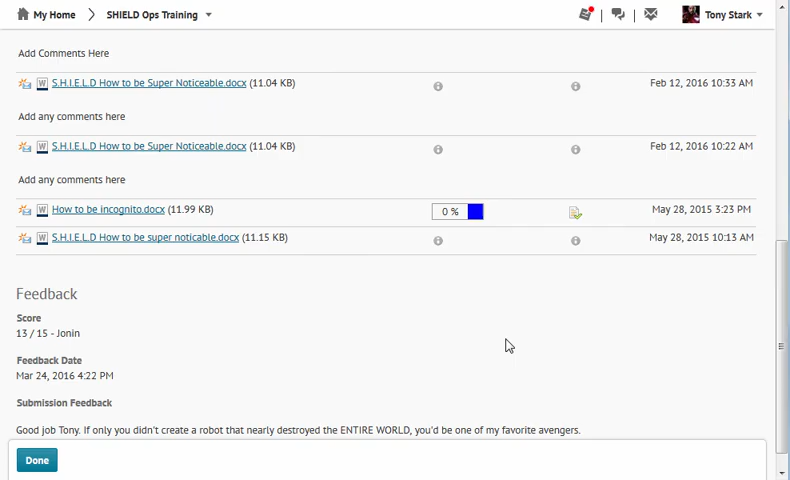 My Home SHIELD Ops Training Tony Stark
Add Comments Here
S.H.I.E.L.D How to be Super Noticeable.docx (11.04 KB) Feb 12, 2016 10:33 AM
Add any comments here
S.H.I.E.L.D How to be Super Noticeable.docx (11.04 KB) Feb 12, 2016 10:22 AM
Add any comments here
How to be incognito.docx (11.99 KB) 0 % May 28, 2015 3:23 PM
S.H.I.E.L.D How to be super noticable.docx (11.15 KB) May 28, 2015 10:13 AM
Feedback
Score
13 / 15 - Jonin
Feedback Date
Mar 24, 2016 4:22 PM
Submission Feedback
Good job Tony. If only you didn't create a robot that nearly destroyed the ENTIRE WORLD, you'd be one of my favorite avengers.
Done